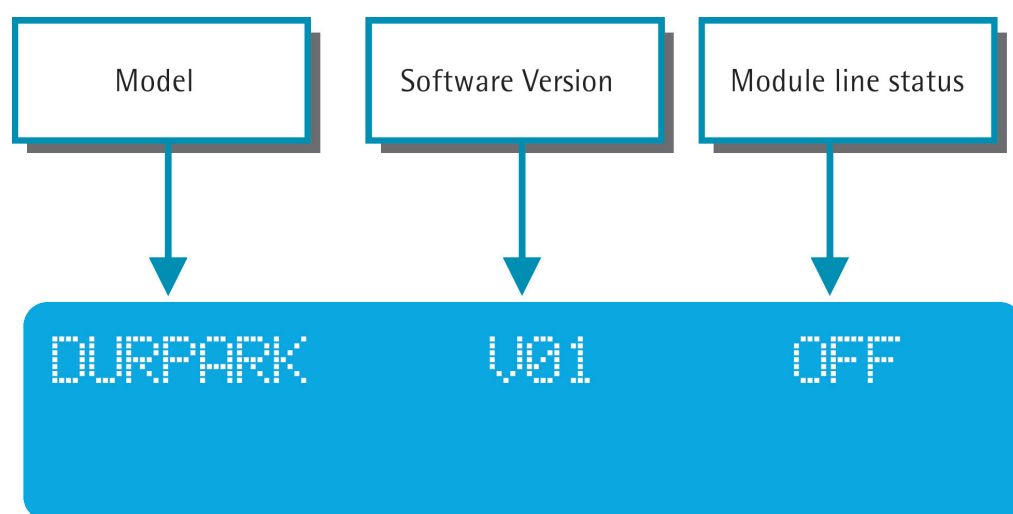 Model
Software Version
Module line status
DURPARK V01 OFF